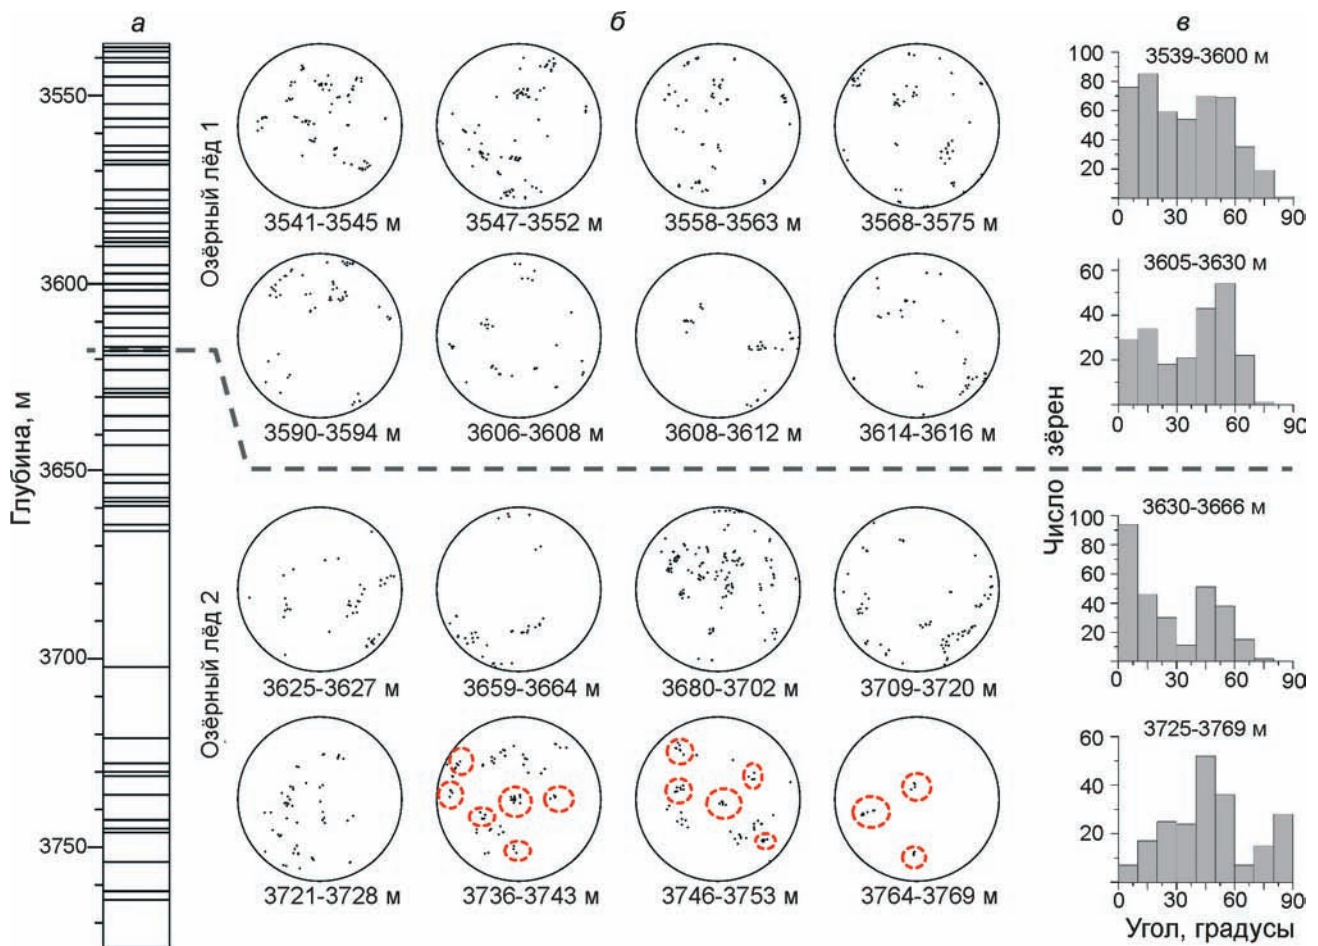 а
б
в
Глубина, м
3550
3600
3650
3700
3750
Озёрный лёд 1
Озёрный лёд 2
3541-3545 м
3547-3552 м
3558-3563 м
3568-3575 м
3590-3594 м
3606-3608 м
3608-3612 м
3614-3616 м
3625-3627 м
3659-3664 м
3680-3702 м
3709-3720 м
3721-3728 м
3736-3743 м
3746-3753 м
3764-3769 м
Число зёрен
3539-3600 м
100
80
60
40
20
0 30 60 90
3605-3630 м
60
40
20
0 30 60 90
3630-3666 м
100
80
60
40
20
0 30 60 90
3725-3769 м
60
40
20
0 30 60 90
Угол, градусы